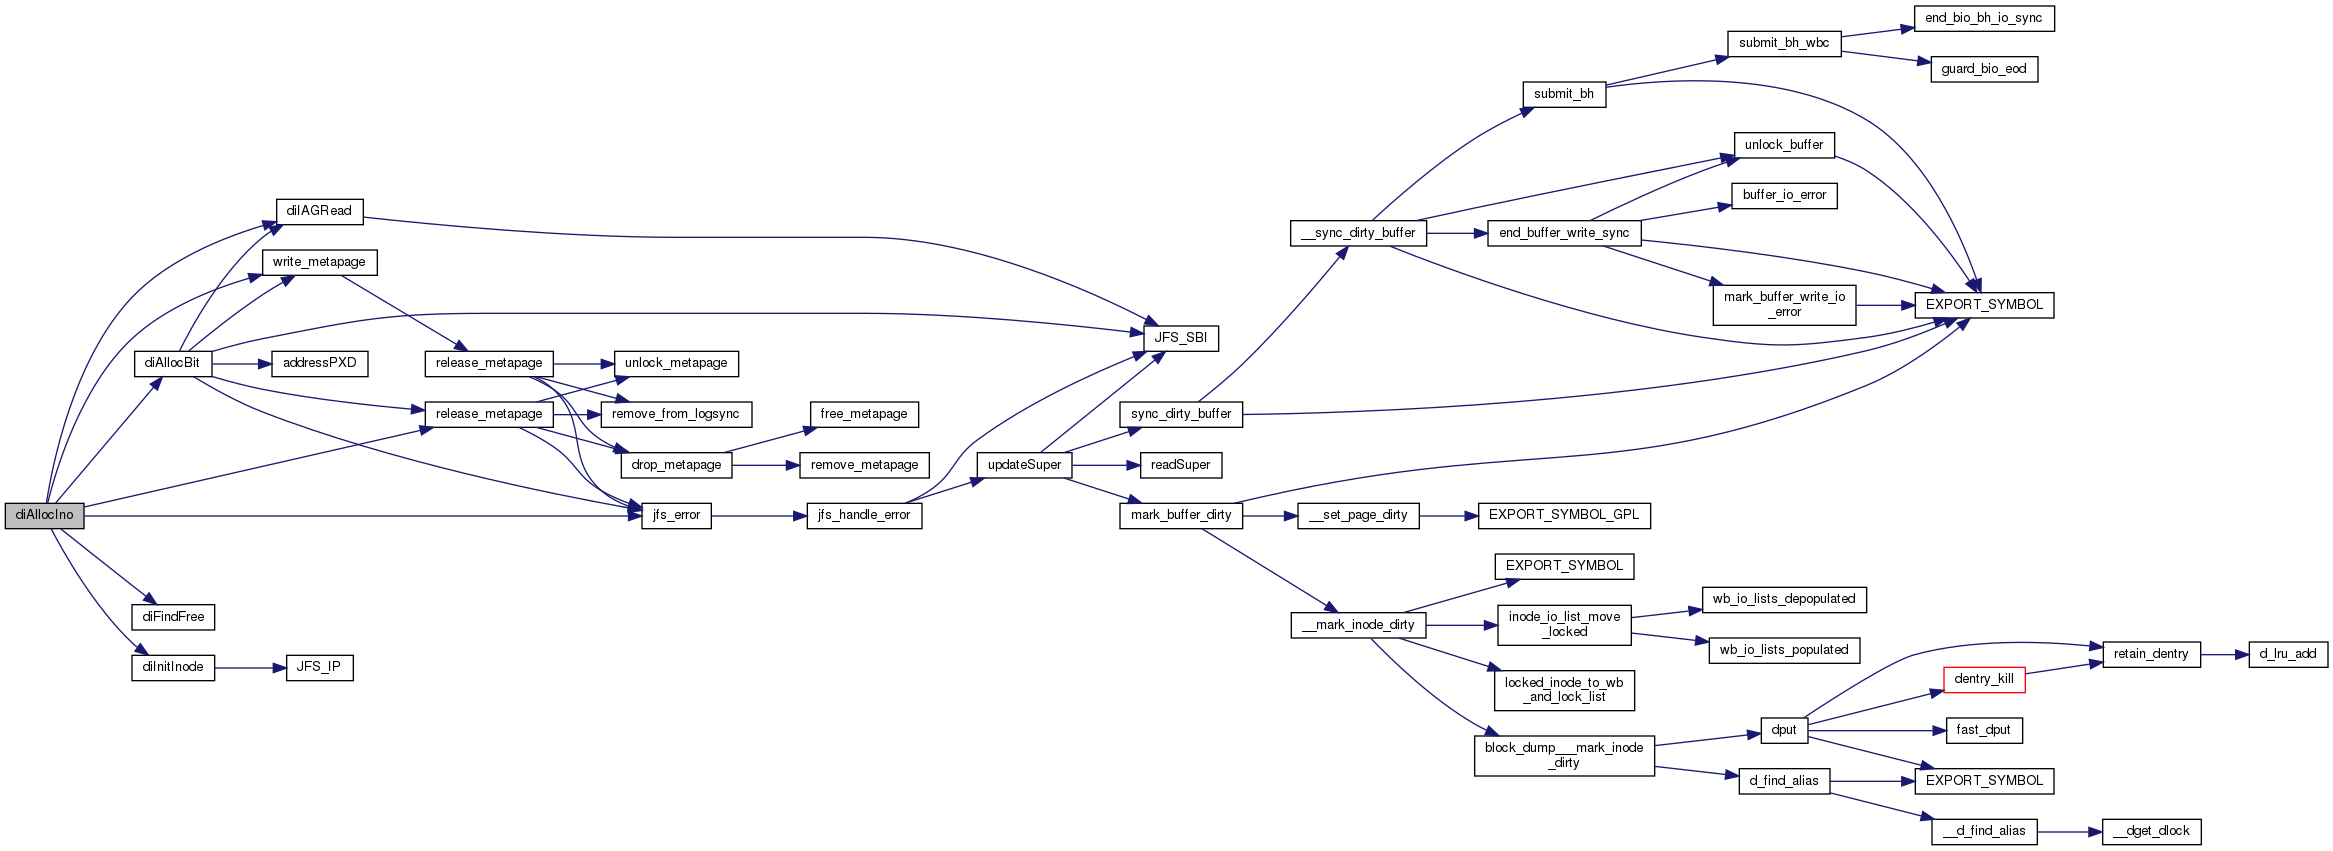 end_bio_bh_io_sync
submit_bh_wbc
guard_bio_eod
submit_bh
unlock_buffer
buffer_io_error
diIAGRead
__sync_dirty_buffer
end_buffer_write_sync
write_metapage
mark_buffer_write_io
_error
EXPORT_SYMBOL
JFS_SBI
diAllocBit
addressPXD
release_metapage
unlock_metapage
release_metapage
remove_from_logsync
free_metapage
sync_dirty_buffer
drop_metapage
remove_metapage
updateSuper
readSuper
diAllocIno
jfs_error
jfs_handle_error
mark_buffer_dirty
__set_page_dirty
EXPORT_SYMBOL_GPL
EXPORT_SYMBOL
wb_io_lists_depopulated
diFindFree
__mark_inode_dirty
inode_io_list_move
_locked
wb_io_lists_populated
retain_dentry
d_lru_add
diInitInode
JFS_IP
dentry_kill
locked_inode_to_wb
_and_lock_list
dput
fast_dput
block_dump___mark_inode
_dirty
d_find_alias
EXPORT_SYMBOL
__d_find_alias
__dget_dlock